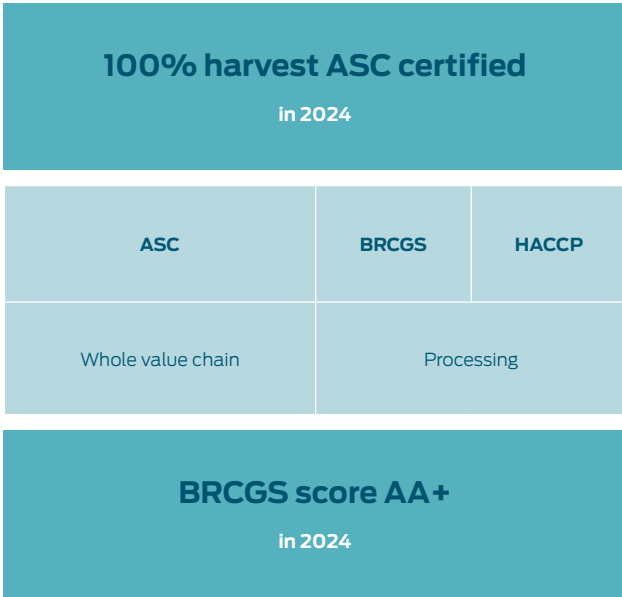 100% harvest ASC certified
in 2024
ASC
BRCGS
HACCP
Whole value chain
Processing
BRCGS score AA+
in 2024